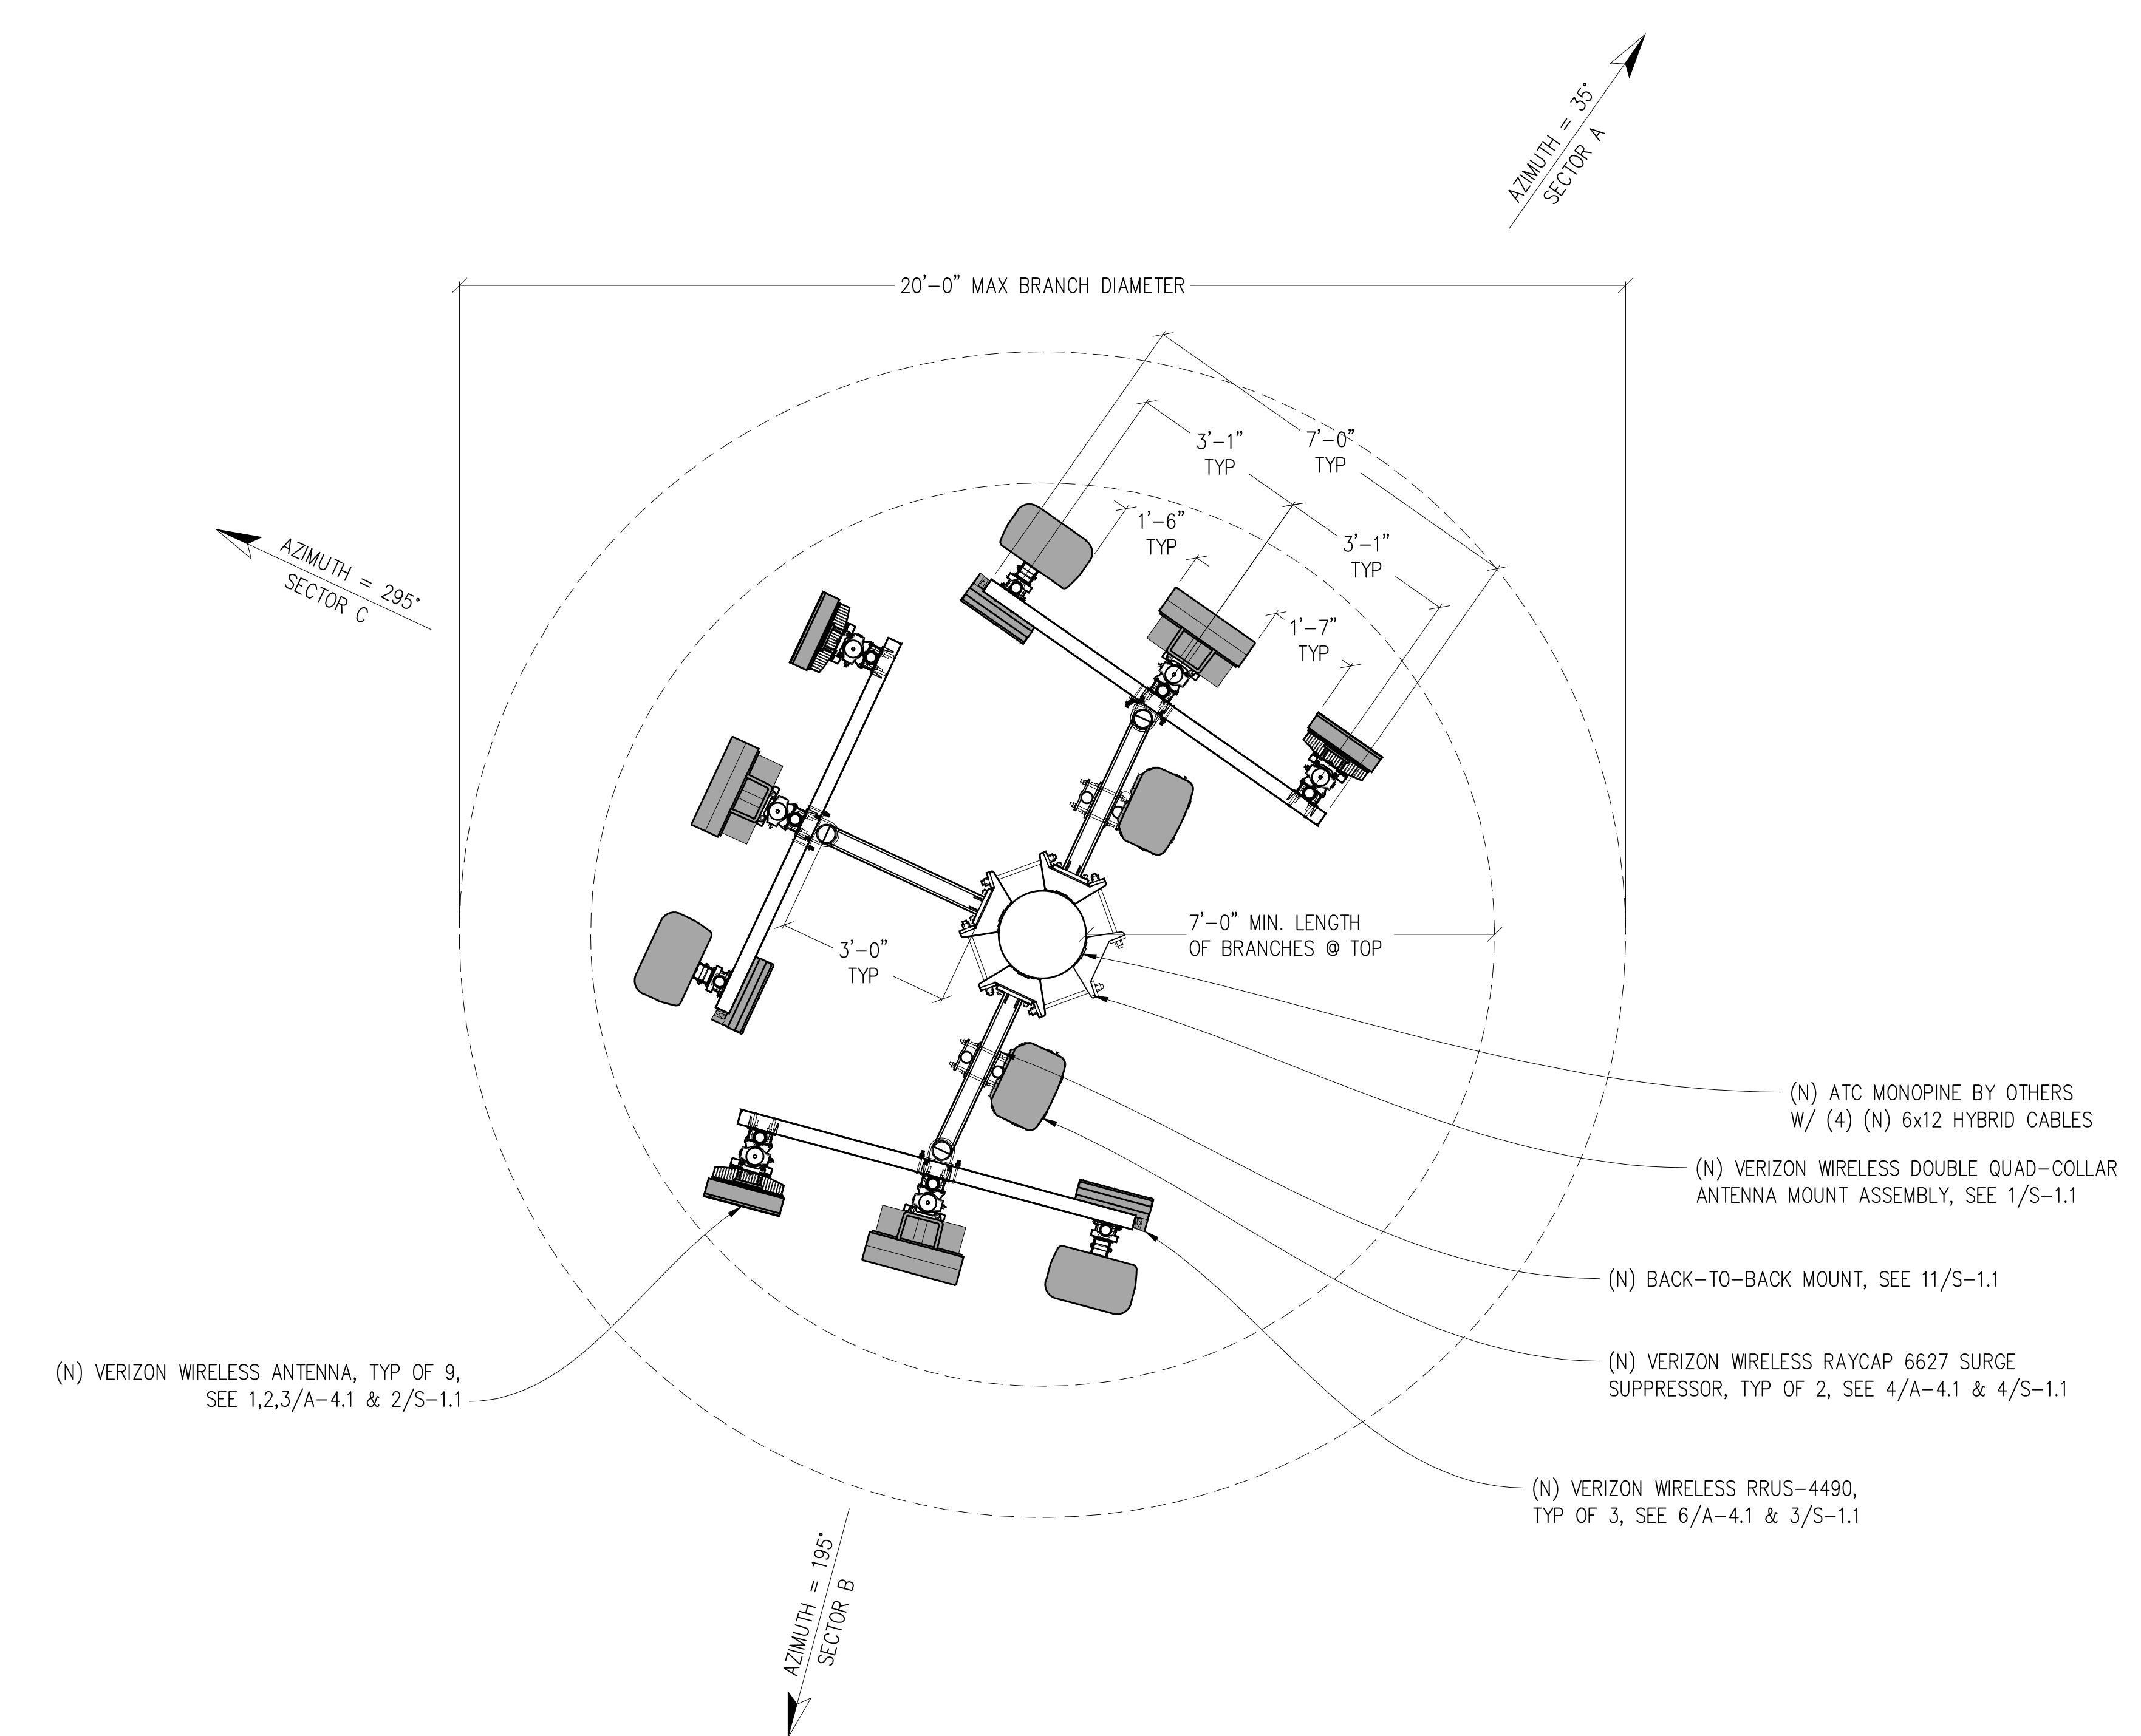 AZIMUTH = 35°
SECTOR A
20'-0" MAX BRANCH DIAMETER
3'-1"
TYP
7'-0"
TYP
1'-6"
TYP
3'-1"
TYP
1'-7"
TYP
AZIMUTH = 295°
SECTOR C
7'-0" MIN. LENGTH
OF BRANCHES @ TOP
3'-0"
TYP
(N) ATC MONOPINE BY OTHERS
W/ (4) (N) 6x12 HYBRID CABLES
(N) VERIZON WIRELESS DOUBLE QUAD-COLLAR
ANTENNA MOUNT ASSEMBLY, SEE 1/S-1.1
(N) BACK-TO-BACK MOUNT, SEE 11/S-1.1
(N) VERIZON WIRELESS RAYCAP 6627 SURGE
SUPPRESSOR, TYP OF 2, SEE 4/A-4.1 & 4/S-1.1
(N) VERIZON WIRELESS ANTENNA, TYP OF 9,
SEE 1,2,3/A-4.1 & 2/S-1.1
(N) VERIZON WIRELESS RRUS-4490,
TYP OF 3, SEE 6/A-4.1 & 3/S-1.1
AZIMUTH = 195°
SECTOR B